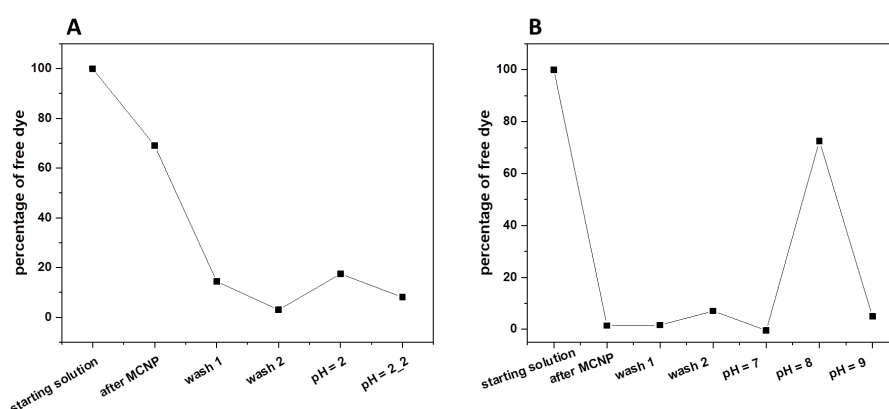 A
percentage of free dye
100
80
60
40
20
0
starting solution
after MCNP
wash 1
wash 2
pH = 2
pH = 2_2
B
percentage of free dye
100
80
60
40
20
0
starting solution
after MCNP
wash 1
wash 2
pH = 7
pH = 8
pH = 9